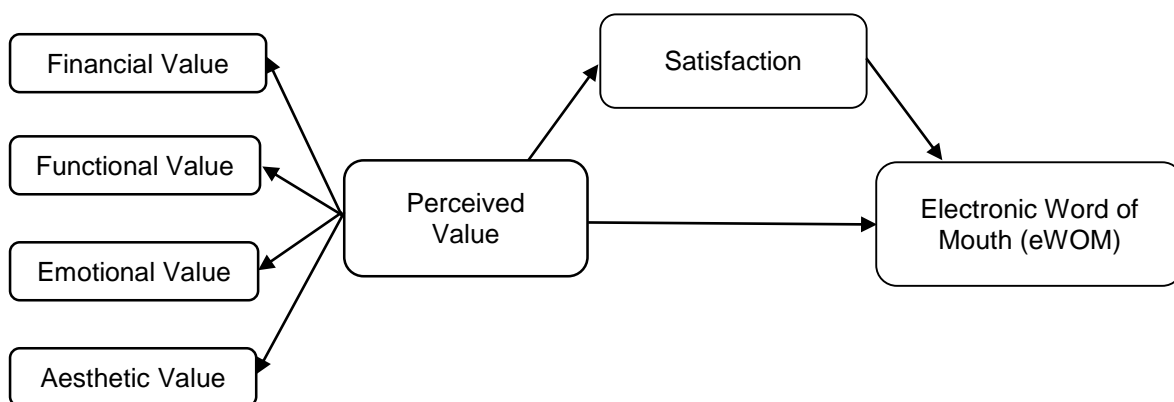 Financial Value
Functional Value
Emotional Value
Aesthetic Value
Perceived
Value
Satisfaction
Electronic Word of
Mouth (eWOM)